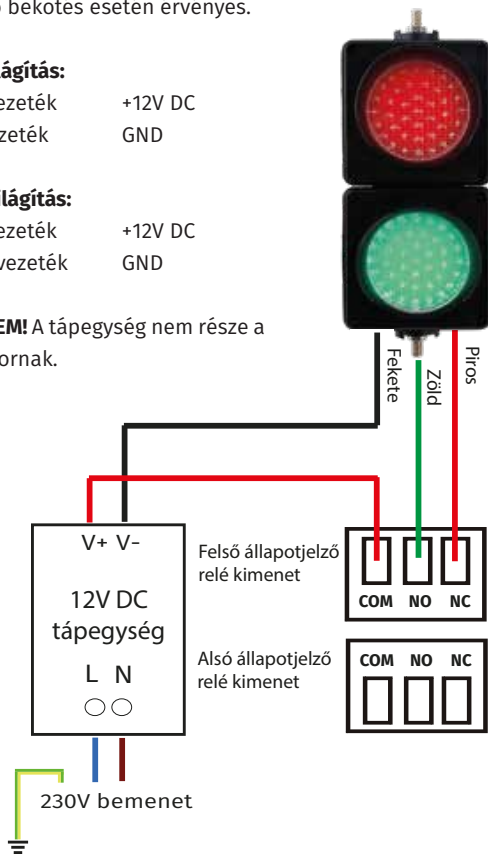 bekötés esetén érvényes.
lágítás:
ezeték +12V DC
zeték GND
lágítás:
ezeték +12V DC
vezeték GND
EM! A tápegység nem része a
ornak.
Fekete
Zöld
Piros
V+ V-
12V DC
tápegység
L N
Felső állapotjelző
relé kimenet
COM NO NC
Alsó állapotjelző
relé kimenet
COM NO NC
230V bemenet